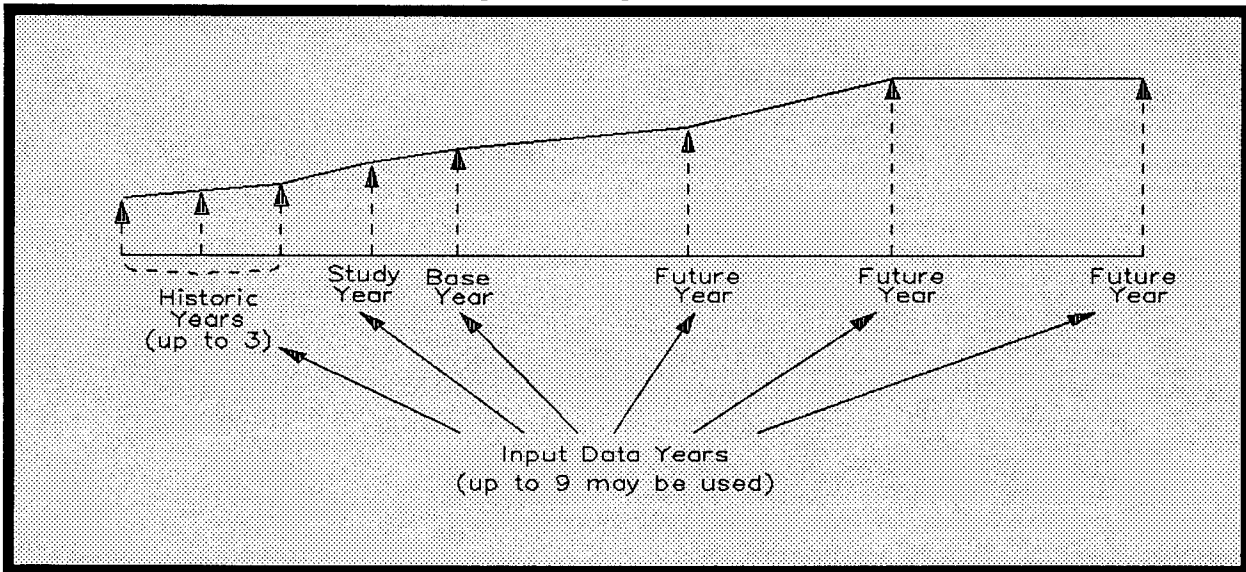 Historic
Years
(up to 3)
Study
Year
Base
Year
Future
Year
Future
Year
Future
Year
Input Data Years
(up to 9 may be used)